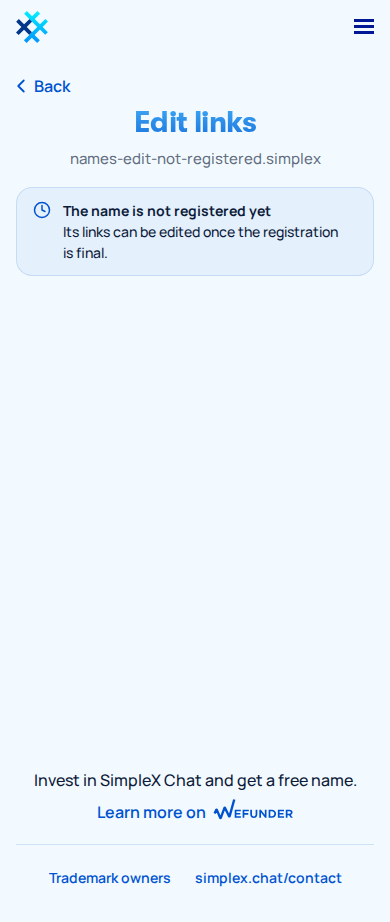 Back
Edit links
names-edit-not-registered.simplex
The name is not registered yet
Its links can be edited once the registration
is final.
Invest in SimpleX Chat and get a free name.
Learn more on WEFUNDER
Trademark owners simplex.chat/contact